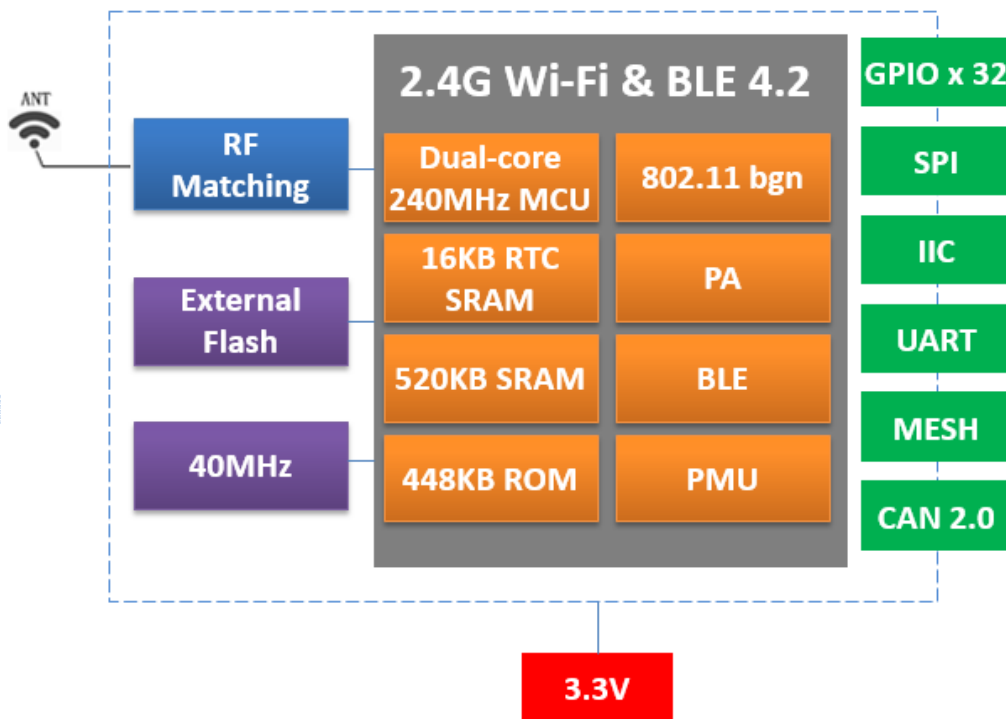 2.4G Wi-Fi & BLE 4.2
GPIO x 32
ANT
RF
Matching
Dual-core
240MHz MCU
802.11 bgn
SPI
16KB RTC
SRAM
PA
IIC
External
Flash
UART
520KB SRAM
BLE
MESH
40MHz
448KB ROM
PMU
CAN 2.0
3.3V